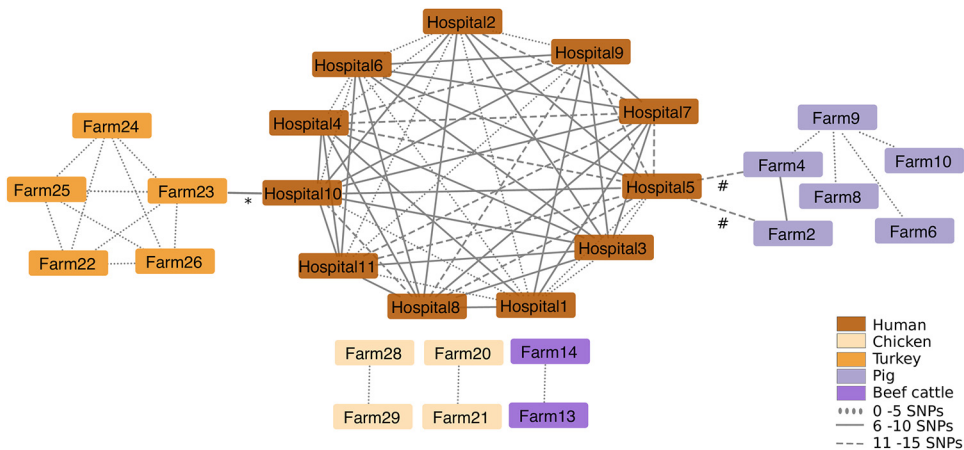 Hospital2
Hospital9
Hospital6
Hospital7
Hospital4
Farm24
Farm9
Farm4
Farm10
Farm25
Farm23
*
Hospital10
Hospital5
#
Farm8
#
Farm2
Farm6
Farm22
Farm26
Hospital11
Hospital3
Hospital8
Hospital1
Farm28
Farm20
Farm14
Farm29
Farm21
Farm13
Human
Chicken
Turkey
Pig
Beef cattle
0 -5 SNPs
6 -10 SNPs
11 -15 SNPs